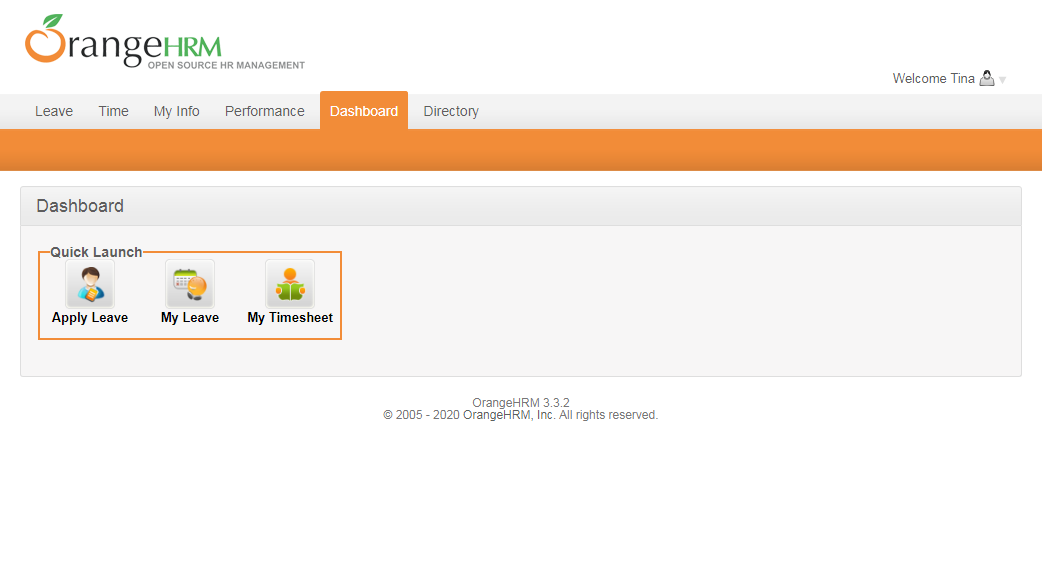 OrangeHRM
OPEN SOURCE HR MANAGEMENT
Welcome Tina
Leave Time My Info Performance Dashboard Directory
Dashboard
Quick Launch
Apply Leave My Leave My Timesheet
OrangeHRM 3.3.2
© 2005 - 2020 OrangeHRM, Inc. All rights reserved.